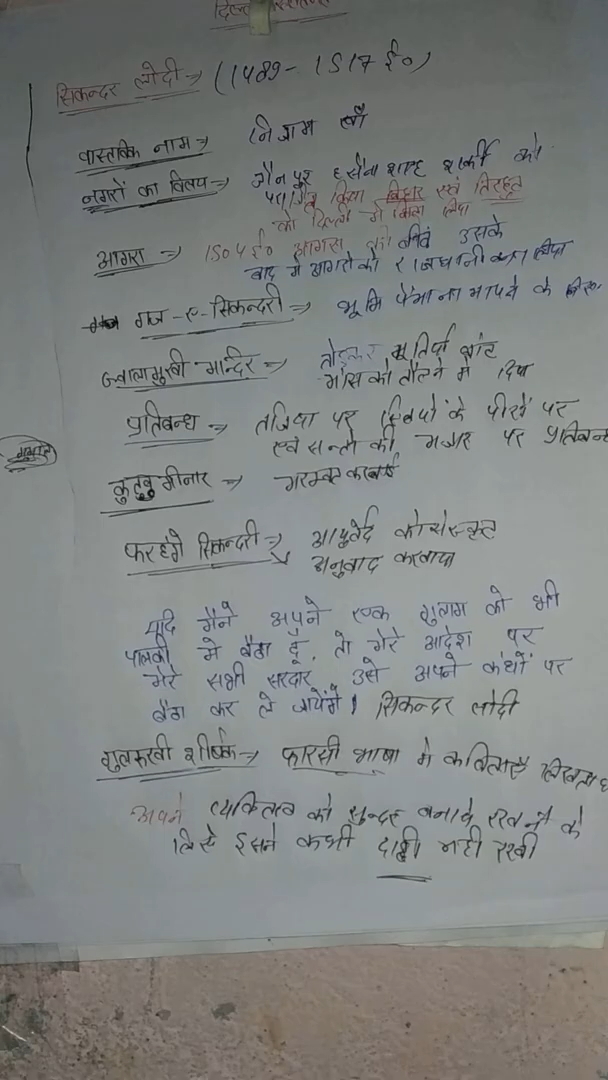 सिकन्दर लोदी → (1489 - 1517 ई०)
वास्तविक नाम → निजाम खाँ
नगरों का विलय → जौनपुर हुसैनशाह शर्की को
किया बिहार एवं तिरहुत
को दिल्ली में मिला लिया
आगरा → 1504 ई० आगरा की नींव उसके
बाद में आगरा को राजधानी बना लिया
गज-ए-सिकन्दरी → भूमि पैमाना मापने के लिए
ज्वालामुखी मन्दिर → तोड़कर मूर्तियाँ बांट
माँस को तौलने में दिया
प्रतिबन्ध → तजिया पर स्त्रियों के पीरों पर
एवं सन्तो की मजार पर प्रतिबन्ध
कुतुबमीनार → मरम्मत करवाई
फरहंगे सिकन्दरी → आयुर्वेद को संस्कृत
अनुवाद करवाया
यदि मैंने अपने एक गुलाम को भी
पालकी में बैठा दूँ, तो मेरे आदेश पर
मेरे सभी सरदार उसे अपने कंधों पर
बैठा कर ले जायेंगे। सिकन्दर लोदी
गुलरुखी शीर्षक → फारसी भाषा में कविताएँ लिखता
अपने व्यक्तित्व को सुन्दर बनाये रखने के
लिये इसने कभी दाढ़ी नही रखी